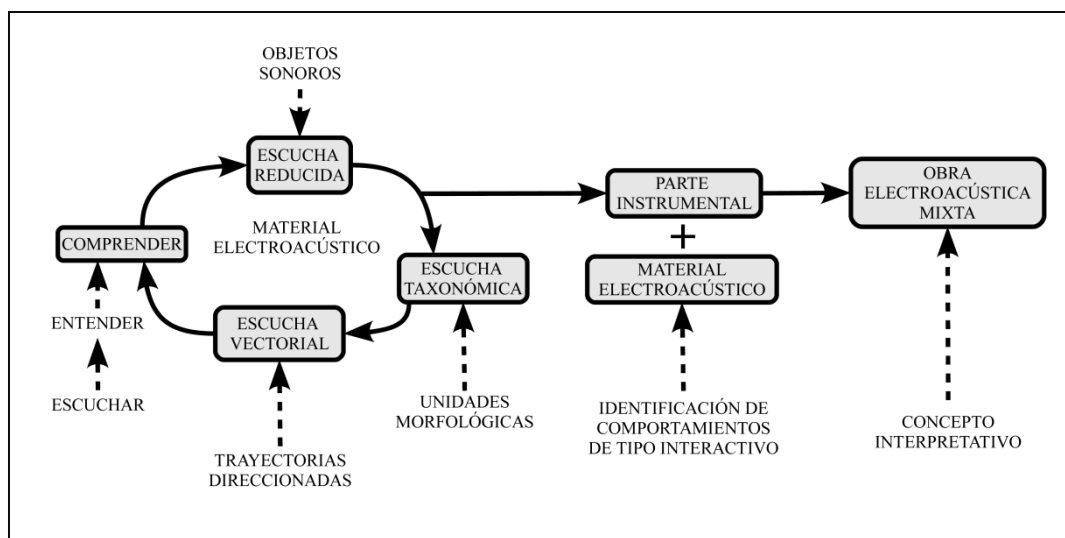 OBJETOS
SONOROS
ESCUCHA
REDUCIDA
MATERIAL
ELECTROACÚSTICO
COMPRENDER
ESCUCHA
TAXONÓMICA
ESCUCHA
VECTORIAL
ENTENDER
ESCUCHAR
TRAYECTORIAS
DIRECCIONADAS
UNIDADES
MORFOLÓGICAS
PARTE
INSTRUMENTAL
+
MATERIAL
ELECTROACÚSTICO
IDENTIFICACIÓN DE
COMPORTAMIENTOS
DE TIPO INTERACTIVO
OBRA
ELECTROACÚSTICA
MIXTA
CONCEPTO
INTERPRETATIVO